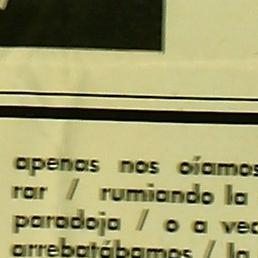 apenas nos oíamos
rar / rumiando la
paradoja / o a vec
arrebatábamos / la